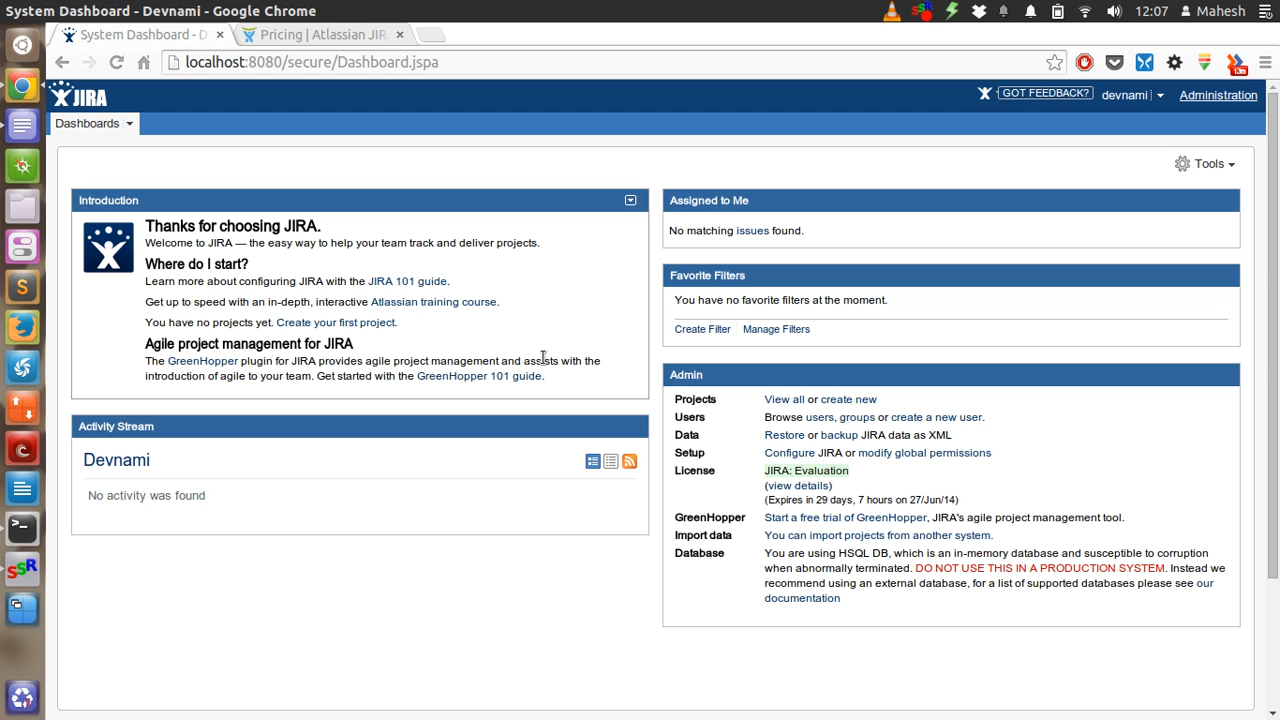 System Dashboard - Devnami - Google Chrome
12:07 Mahesh
System Dashboard - D
Pricing | Atlassian JIR
localhost:8080/secure/Dashboard.jspa
13m
JIRA
GOT FEEDBACK?
devnami
Administration
Dashboards
Tools
Introduction
Thanks for choosing JIRA.
Welcome to JIRA — the easy way to help your team track and deliver projects.
Where do I start?
Learn more about configuring JIRA with the JIRA 101 guide.
Get up to speed with an in-depth, interactive Atlassian training course.
You have no projects yet. Create your first project.
Agile project management for JIRA
The GreenHopper plugin for JIRA provides agile project management and assists with the
introduction of agile to your team. Get started with the GreenHopper 101 guide.
Activity Stream
Devnami
No activity was found
Assigned to Me
No matching issues found.
Favorite Filters
You have no favorite filters at the moment.
Create Filter Manage Filters
Admin
Projects View all or create new
Users Browse users, groups or create a new user.
Data Restore or backup JIRA data as XML
Setup Configure JIRA or modify global permissions
License JIRA: Evaluation
(view details)
(Expires in 29 days, 7 hours on 27/Jun/14)
GreenHopper Start a free trial of GreenHopper, JIRA's agile project management tool.
Import data You can import projects from another system.
Database You are using HSQL DB, which is an in-memory database and susceptible to corruption
when abnormally terminated. DO NOT USE THIS IN A PRODUCTION SYSTEM. Instead we
recommend using an external database, for a list of supported databases please see our
documentation
S
SSR